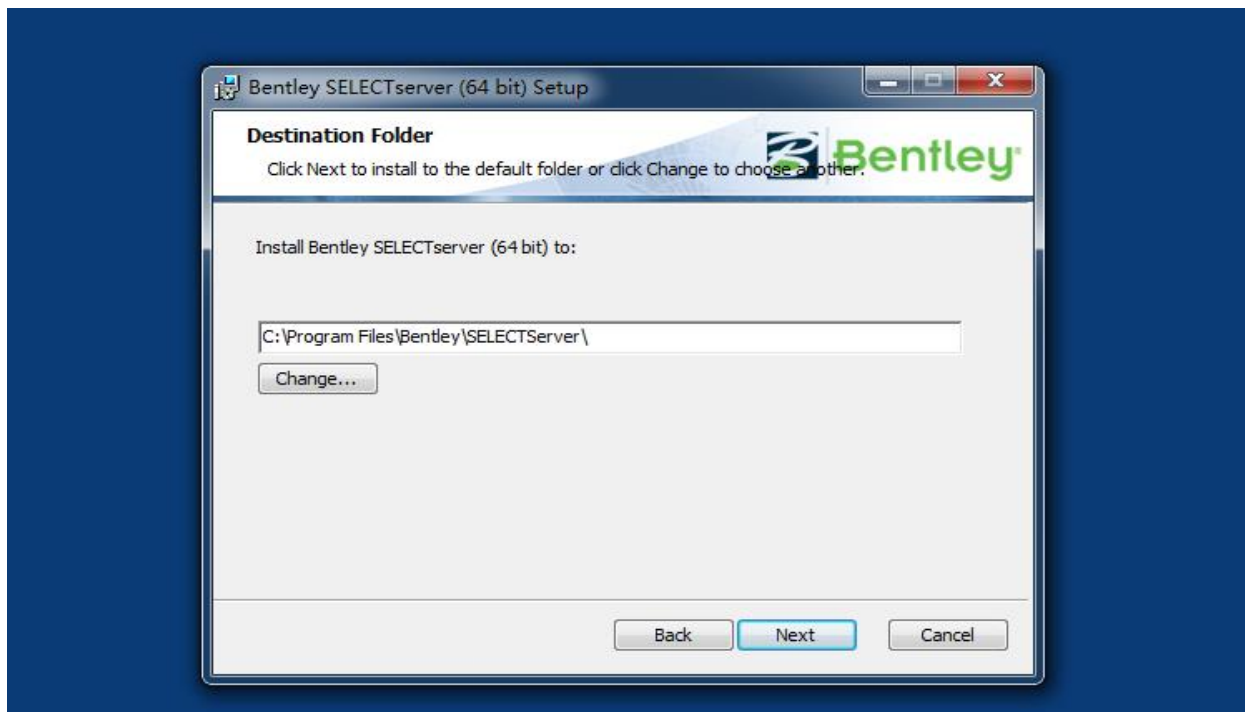 Bentley SELECTserver (64 bit) Setup
Destination Folder
Click Next to install to the default folder or click Change to choose another.
Bentley
Install Bentley SELECTserver (64 bit) to:
C:\Program Files\Bentley\SELECTServer\
Change...
Back Next Cancel